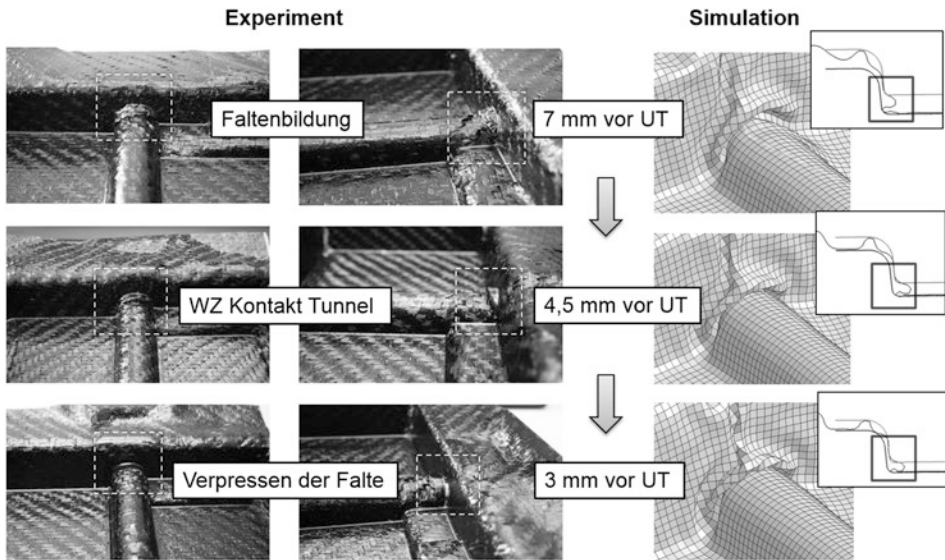 Experiment
Simulation
Faltenbildung
7 mm vor UT
WZ Kontakt Tunnel
4,5 mm vor UT
Verpressen der Falte
3 mm vor UT